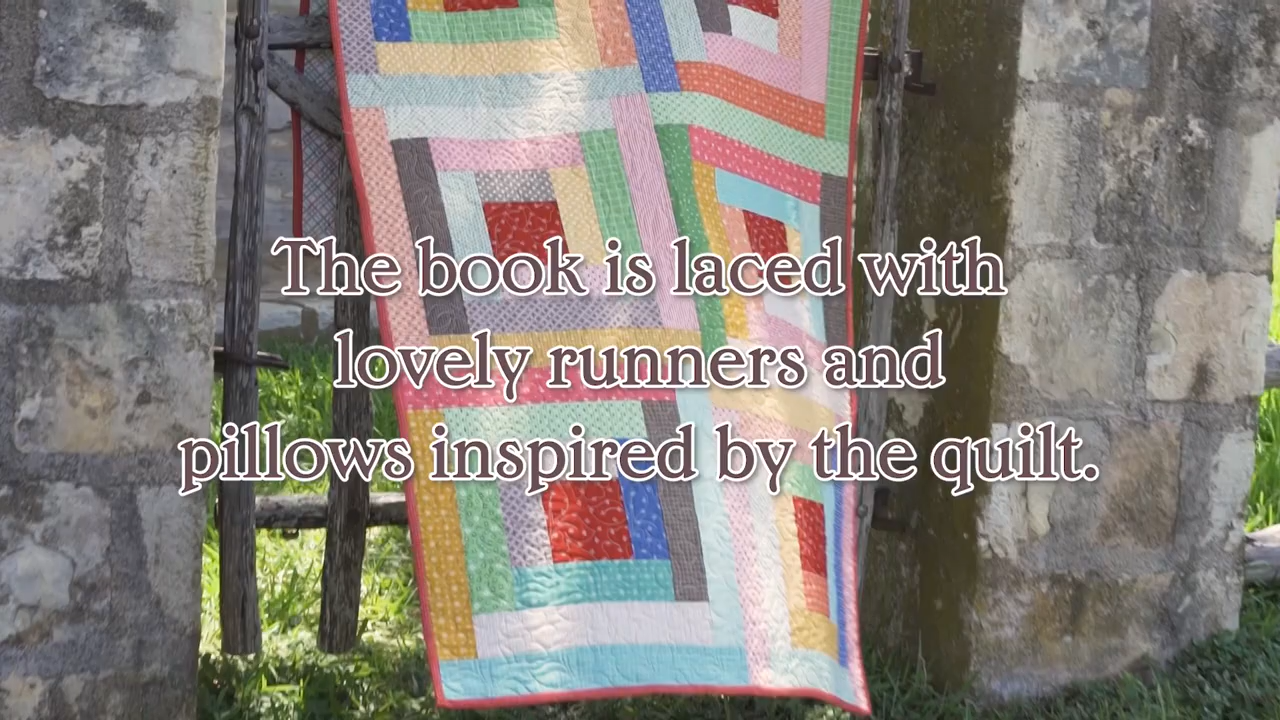 The book is laced with
lovely runners and
pillows inspired by the quilt.